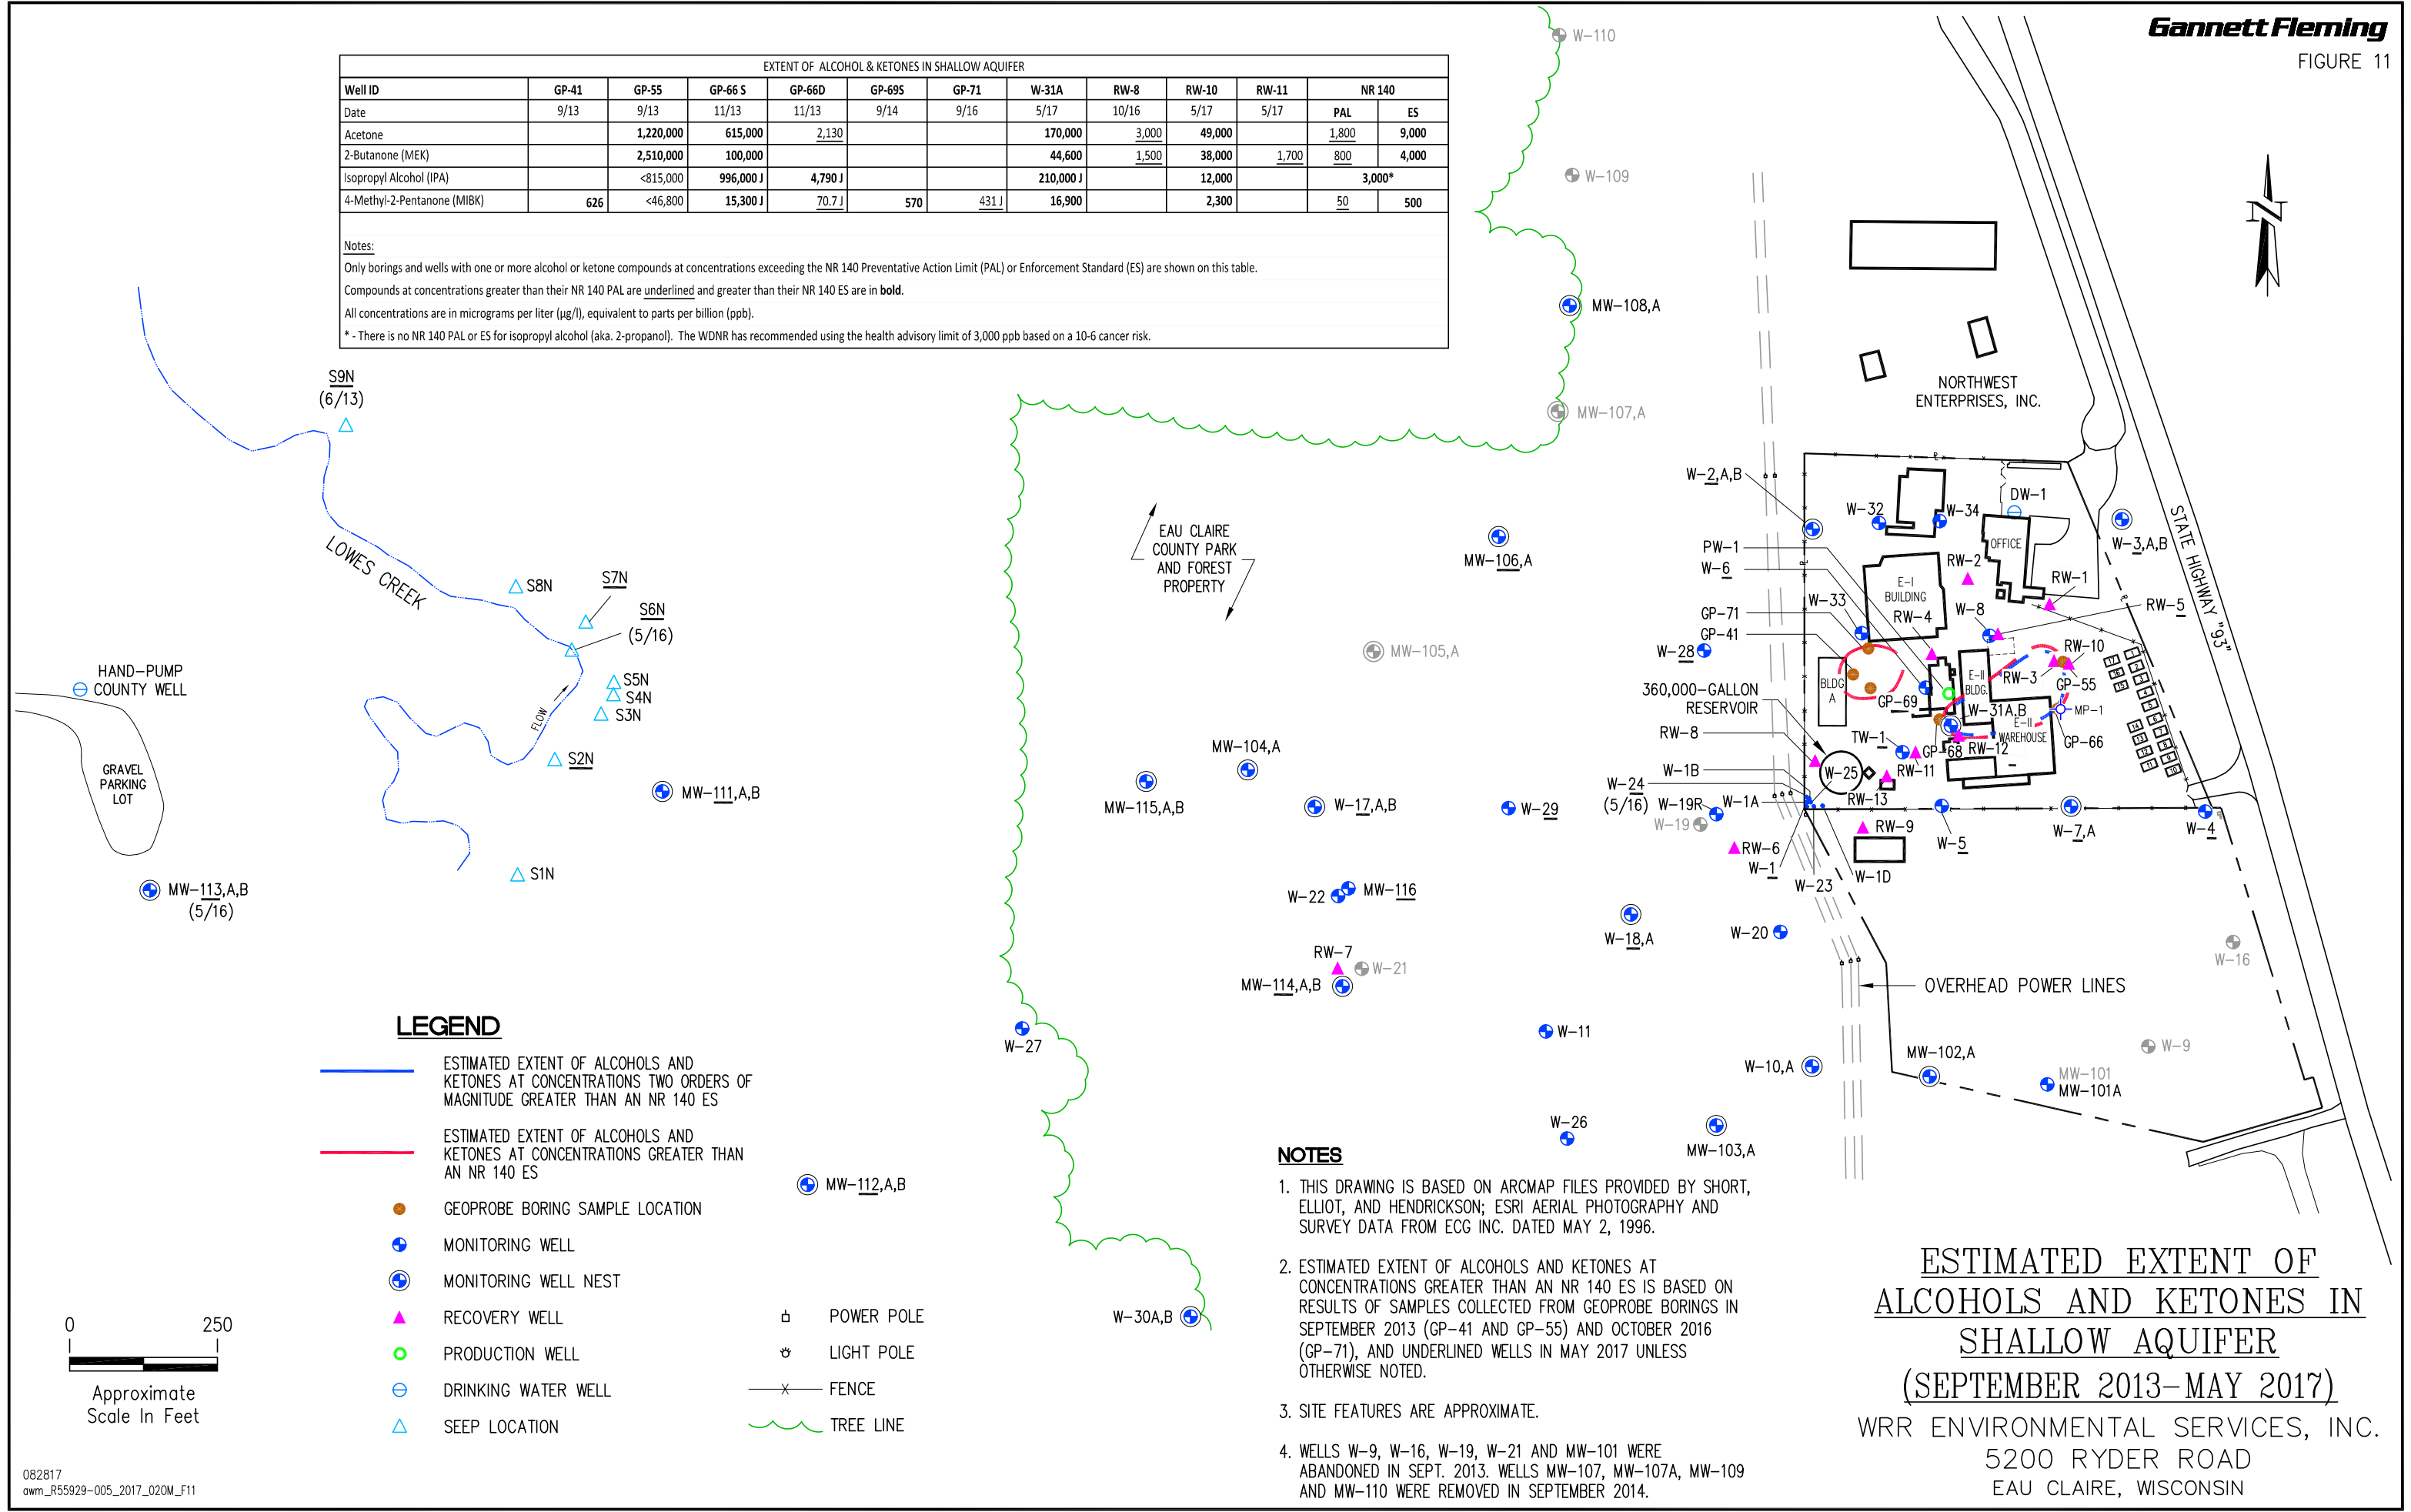 Gannett Fleming
FIGURE 11
EXTENT OF ALCOHOL & KETONES IN SHALLOW AQUIFER
Well ID GP-41 GP-55 GP-66 S GP-66D GP-69S GP-71 W-31A RW-8 RW-10 RW-11 NR 140
Date 9/13 9/13 11/13 11/13 9/14 9/16 5/17 10/16 5/17 5/17 PAL ES
Acetone 1,220,000 615,000 2,130 170,000 3,000 49,000 1,800 9,000
2-Butanone (MEK) 2,510,000 100,000 44,600 1,500 38,000 1,700 800 4,000
Isopropyl Alcohol (IPA) <815,000 996,000 J 4,790 J 210,000 J 12,000 3,000*
4-Methyl-2-Pentanone (MIBK) 626 <46,800 15,300 J 70.7 J 570 431 J 16,900 2,300 50 500
Notes:
Only borings and wells with one or more alcohol or ketone compounds at concentrations exceeding the NR 140 Preventative Action Limit (PAL) or Enforcement Standard (ES) are shown on this table.
Compounds at concentrations greater than their NR 140 PAL are underlined and greater than their NR 140 ES are in bold.
All concentrations are in micrograms per liter (µg/l), equivalent to parts per billion (ppb).
* - There is no NR 140 PAL or ES for isopropyl alcohol (aka. 2-propanol). The WDNR has recommended using the health advisory limit of 3,000 ppb based on a 10-6 cancer risk.
W-110
W-109
MW-108,A
MW-107,A
N
NORTHWEST
ENTERPRISES, INC.
STATE HIGHWAY "93"
S9N
(6/13)
LOWES CREEK
S8N
S7N
S6N
(5/16)
S5N
S4N
S3N
FLOW
S2N
S1N
HAND-PUMP
COUNTY WELL
GRAVEL
PARKING
LOT
MW-113,A,B
(5/16)
MW-111,A,B
EAU CLAIRE
COUNTY PARK
AND FOREST
PROPERTY
MW-106,A
MW-105,A
MW-104,A
MW-115,A,B
W-17,A,B
W-29
W-22
MW-116
RW-7
W-21
MW-114,A,B
W-18,A
W-20
W-27
W-11
W-10,A
W-26
MW-103,A
MW-102,A
MW-101
MW-101A
W-9
W-16
OVERHEAD POWER LINES
W-2,A,B
PW-1
W-6
GP-71
GP-41
W-28
360,000-GALLON
RESERVOIR
RW-8
W-1B
W-24
(5/16)
W-19R
W-19
W-1A
RW-6
W-1
W-23
W-1D
RW-9
RW-13
W-25
W-5
W-7,A
W-4
W-32
W-34
DW-1
OFFICE
W-3,A,B
RW-2
RW-1
RW-5
E-I
BUILDING
W-33
RW-4
W-8
RW-10
RW-3
GP-55
MP-1
GP-66
BLDG
A
GP-69
E-II
BLDG.
W-31A,B
E-II
WAREHOUSE
TW-1
GP-68
RW-12
RW-11
LEGEND
ESTIMATED EXTENT OF ALCOHOLS AND
KETONES AT CONCENTRATIONS TWO ORDERS OF
MAGNITUDE GREATER THAN AN NR 140 ES
ESTIMATED EXTENT OF ALCOHOLS AND
KETONES AT CONCENTRATIONS GREATER THAN
AN NR 140 ES
GEOPROBE BORING SAMPLE LOCATION
MONITORING WELL
MONITORING WELL NEST
RECOVERY WELL
PRODUCTION WELL
DRINKING WATER WELL
SEEP LOCATION
POWER POLE
LIGHT POLE
FENCE
TREE LINE
MW-112,A,B
W-30A,B
0 250
Approximate
Scale In Feet
082817
awm_R55929-005_2017_020M_F11
NOTES
1. THIS DRAWING IS BASED ON ARCMAP FILES PROVIDED BY SHORT,
ELLIOT, AND HENDRICKSON; ESRI AERIAL PHOTOGRAPHY AND
SURVEY DATA FROM ECG INC. DATED MAY 2, 1996.
2. ESTIMATED EXTENT OF ALCOHOLS AND KETONES AT
CONCENTRATIONS GREATER THAN AN NR 140 ES IS BASED ON
RESULTS OF SAMPLES COLLECTED FROM GEOPROBE BORINGS IN
SEPTEMBER 2013 (GP-41 AND GP-55) AND OCTOBER 2016
(GP-71), AND UNDERLINED WELLS IN MAY 2017 UNLESS
OTHERWISE NOTED.
3. SITE FEATURES ARE APPROXIMATE.
4. WELLS W-9, W-16, W-19, W-21 AND MW-101 WERE
ABANDONED IN SEPT. 2013. WELLS MW-107, MW-107A, MW-109
AND MW-110 WERE REMOVED IN SEPTEMBER 2014.
ESTIMATED EXTENT OF
ALCOHOLS AND KETONES IN
SHALLOW AQUIFER
(SEPTEMBER 2013-MAY 2017)
WRR ENVIRONMENTAL SERVICES, INC.
5200 RYDER ROAD
EAU CLAIRE, WISCONSIN